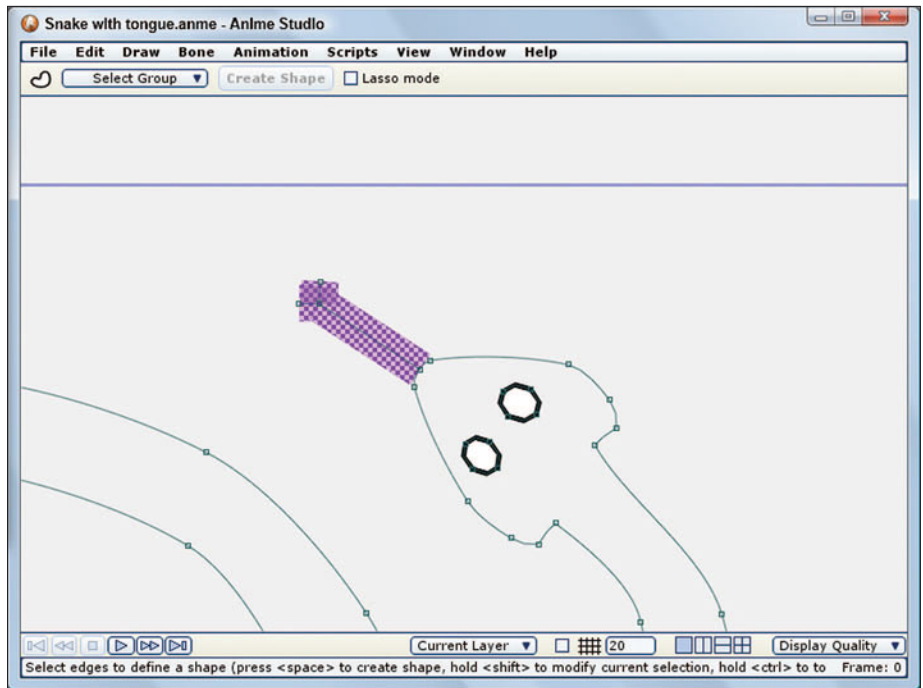 Snake with tongue.anme - Anime Studio
File Edit Draw Bone Animation Scripts View Window Help
Select Group Create Shape Lasso mode
Current Layer 20 Display Quality
Select edges to define a shape (press <space> to create shape, hold <shift> to modify current selection, hold <ctrl> to to Frame: 0